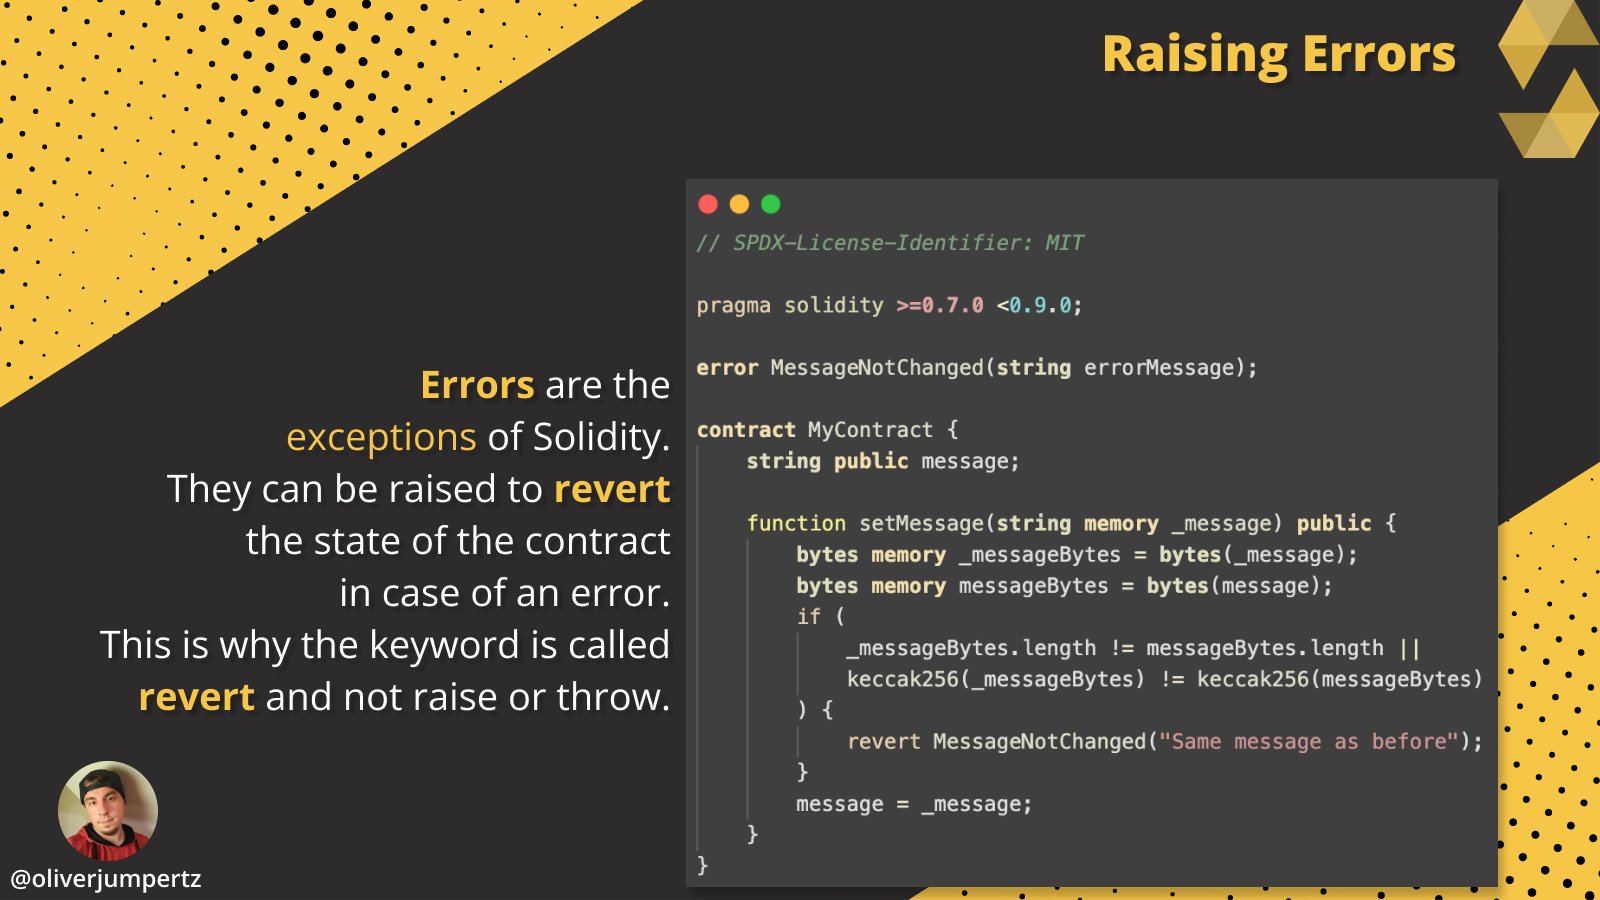 Raising Errors
Errors are the
exceptions of Solidity.
They can be raised to revert
the state of the contract
in case of an error.
This is why the keyword is called
revert and not raise or throw.
@oliverjumpertz
// SPDX-License-Identifier: MIT
pragma solidity >=0.7.0 <0.9.0;
error MessageNotChanged(string errorMessage);
contract MyContract {
    string public message;
    function setMessage(string memory _message) public {
        bytes memory _messageBytes = bytes(_message);
        bytes memory messageBytes = bytes(message);
        if (
            _messageBytes.length != messageBytes.length ||
            keccak256(_messageBytes) != keccak256(messageBytes)
        ) {
            revert MessageNotChanged("Same message as before");
        }
        message = _message;
    }
}